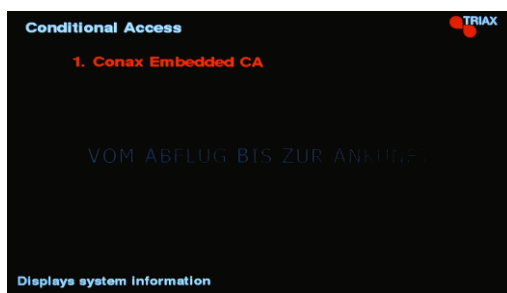 Conditional Access
TRIAX
1. Conax Embedded CA
VOM ABFLUG BIS ZUR
Displays system information